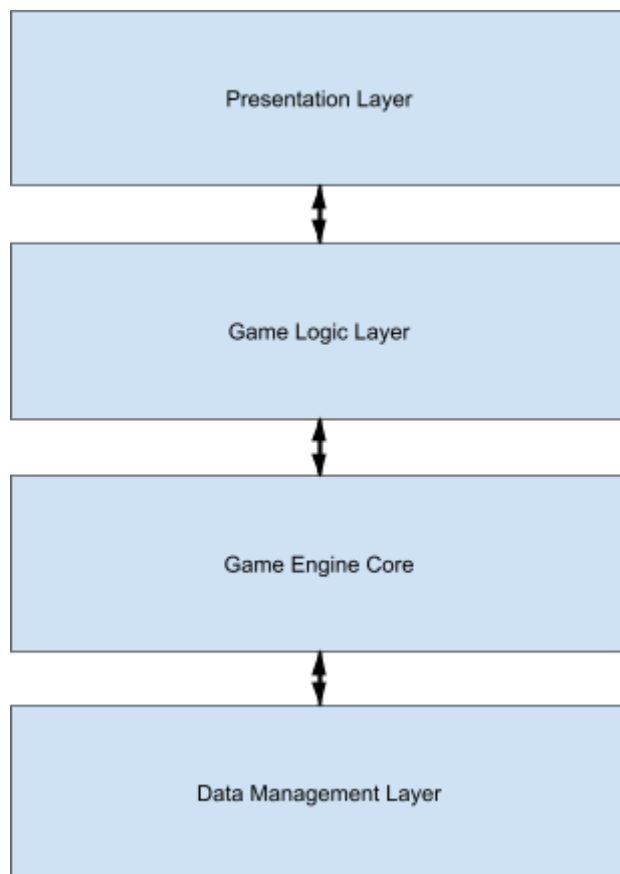 Presentation Layer
Game Logic Layer
Game Engine Core
Data Management Layer